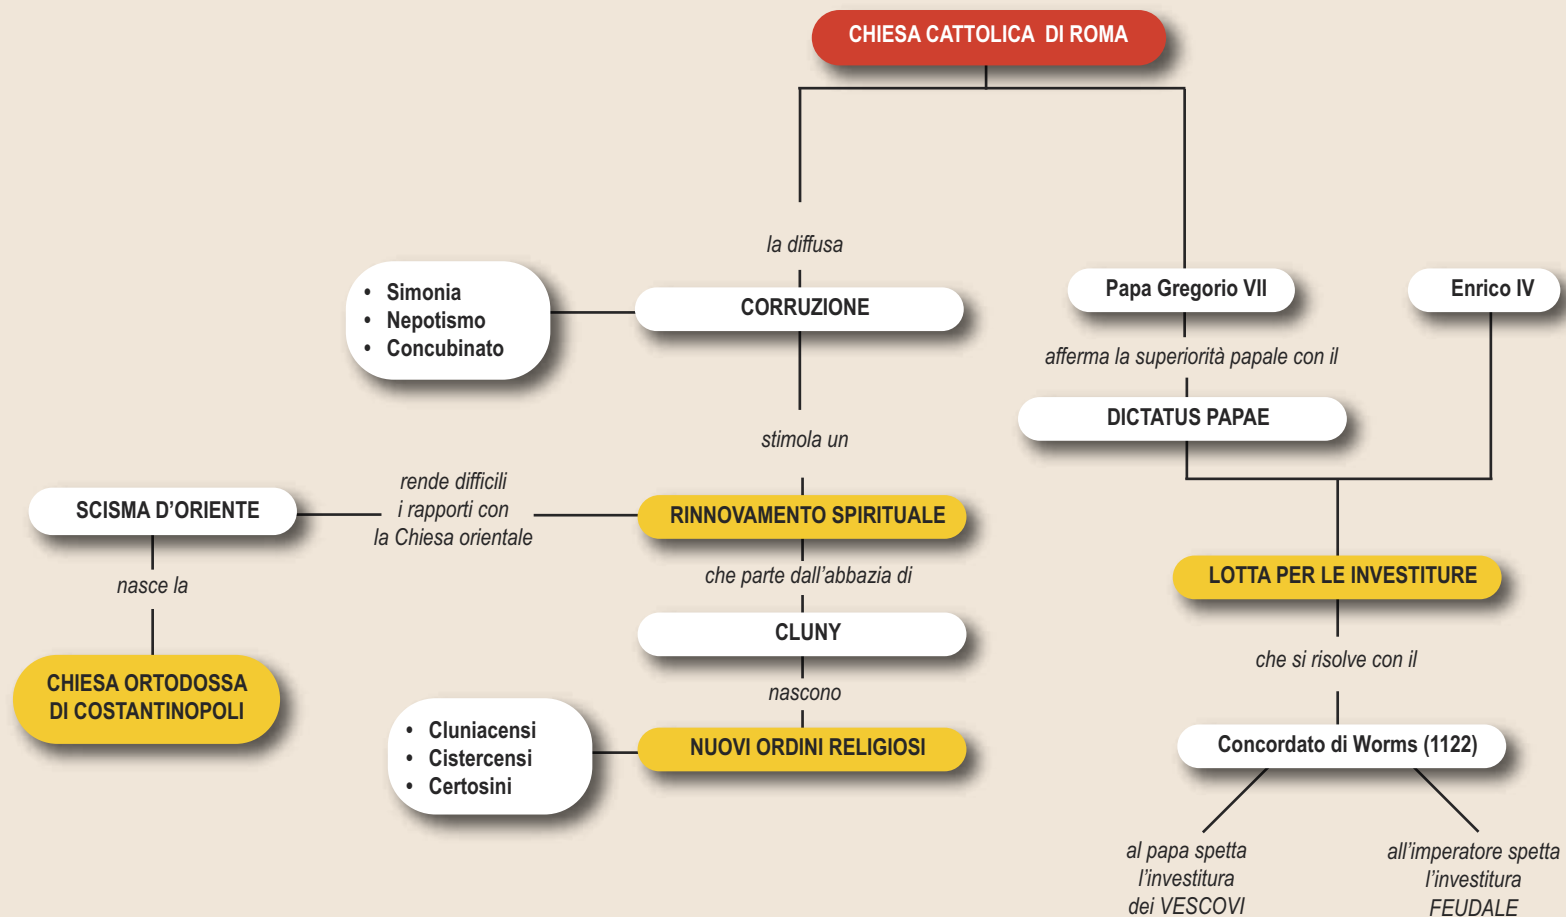 CHIESA CATTOLICA DI ROMA
la diffusa
• Simonia
• Nepotismo
• Concubinato
CORRUZIONE
stimola un
rende difficili
i rapporti con
la Chiesa orientale
SCISMA D'ORIENTE
nasce la
CHIESA ORTODOSSA
DI COSTANTINOPOLI
RINNOVAMENTO SPIRITUALE
che parte dall'abbazia di
CLUNY
nascono
• Cluniacensi
• Cistercensi
• Certosini
NUOVI ORDINI RELIGIOSI
Papa Gregorio VII
Enrico IV
afferma la superiorità papale con il
DICTATUS PAPAE
LOTTA PER LE INVESTITURE
che si risolve con il
Concordato di Worms (1122)
al papa spetta
l'investitura
dei VESCOVI
all'imperatore spetta
l'investitura
FEUDALE